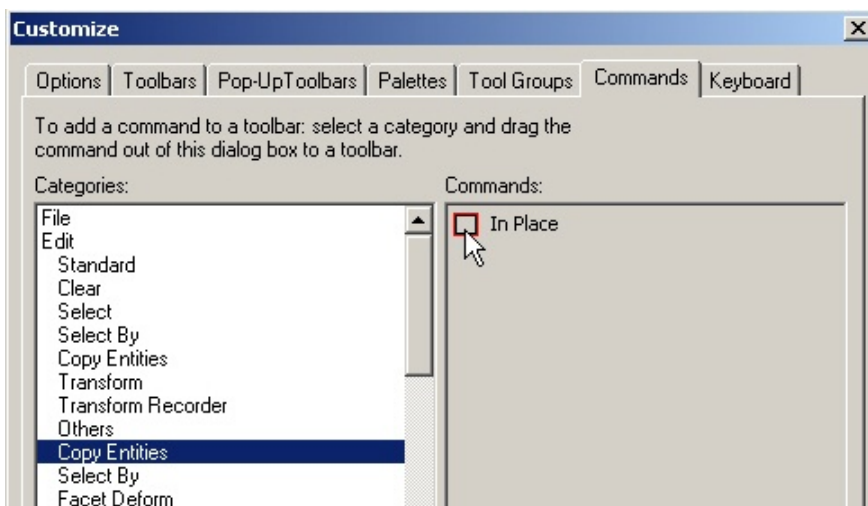 Customize
Options Toolbars Pop-UpToolbars Palettes Tool Groups Commands Keyboard
To add a command to a toolbar: select a category and drag the
command out of this dialog box to a toolbar.
Categories:
File
Edit
Standard
Clear
Select
Select By
Copy Entities
Transform
Transform Recorder
Others
Copy Entities
Select By
Facet Deform
Commands:
In Place